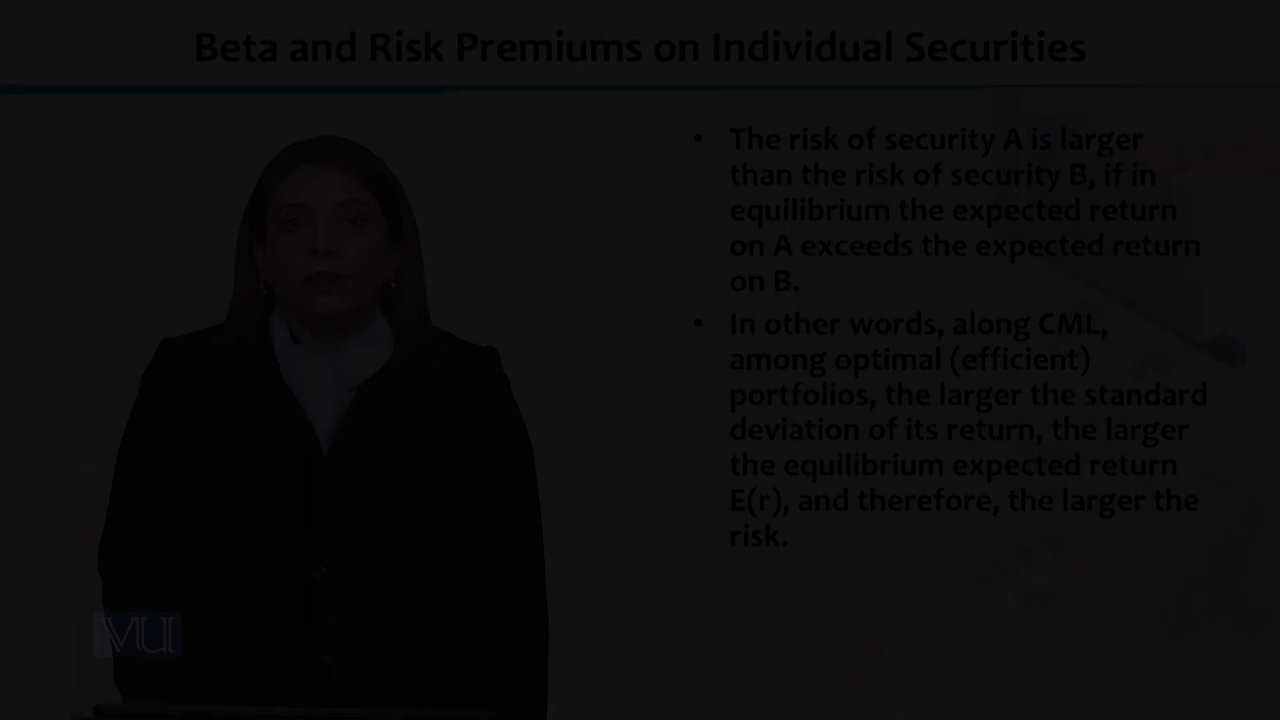 Beta and Risk Premiums on Individual Securities
• The risk of security A is larger
than the risk of security B, if in
equilibrium the expected return
on A exceeds the expected return
on B.
• In other words, along CML,
among optimal (efficient)
portfolios, the larger the standard
deviation of its return, the larger
the equilibrium expected return
E(r), and therefore, the larger the
risk.
VU